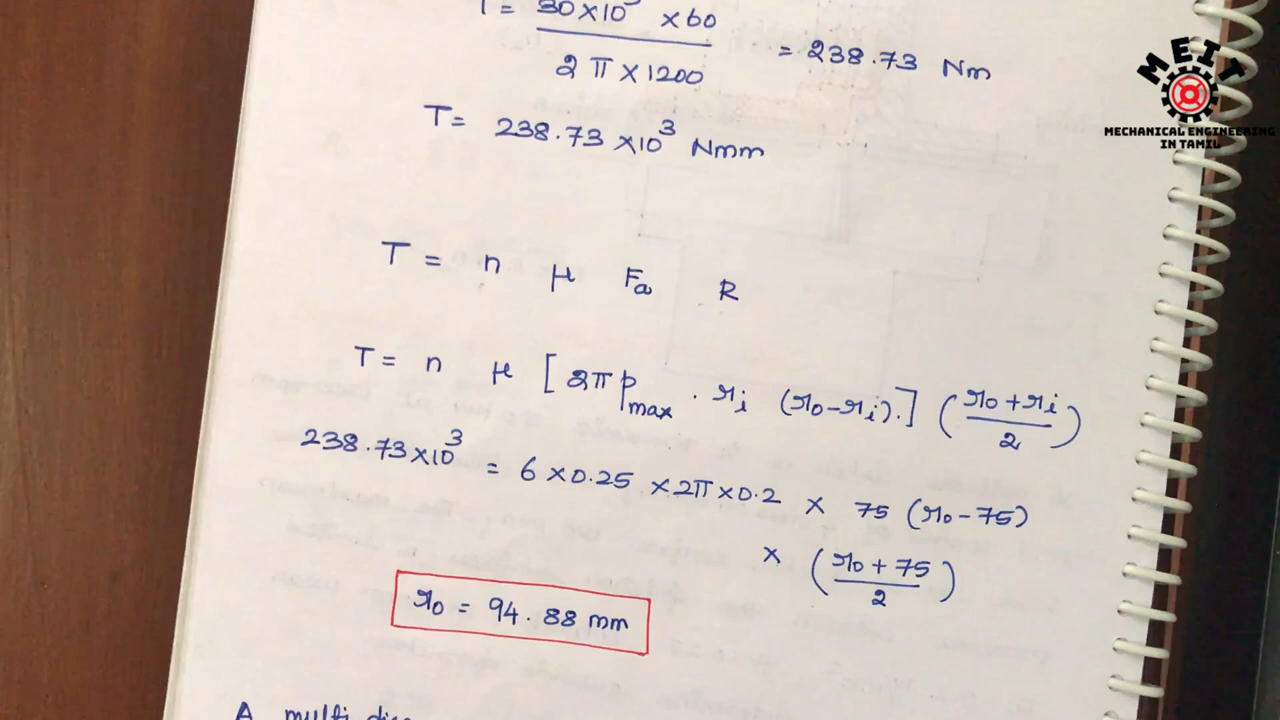 T = 30×10³ ×60
2π×1200
= 238.73 Nm
MEIT
MECHANICAL ENGINEERING
IN TAMIL
T = 238.73 ×10³ Nmm
T = n μ Fa R
T = n μ [2π pmax . ri (ro-ri).] (ro+ri
2)
238.73×10³ = 6×0.25 ×2π×0.2 × 75 (ro-75)
× (ro+75
2)
ro = 94.88 mm
A multi disc